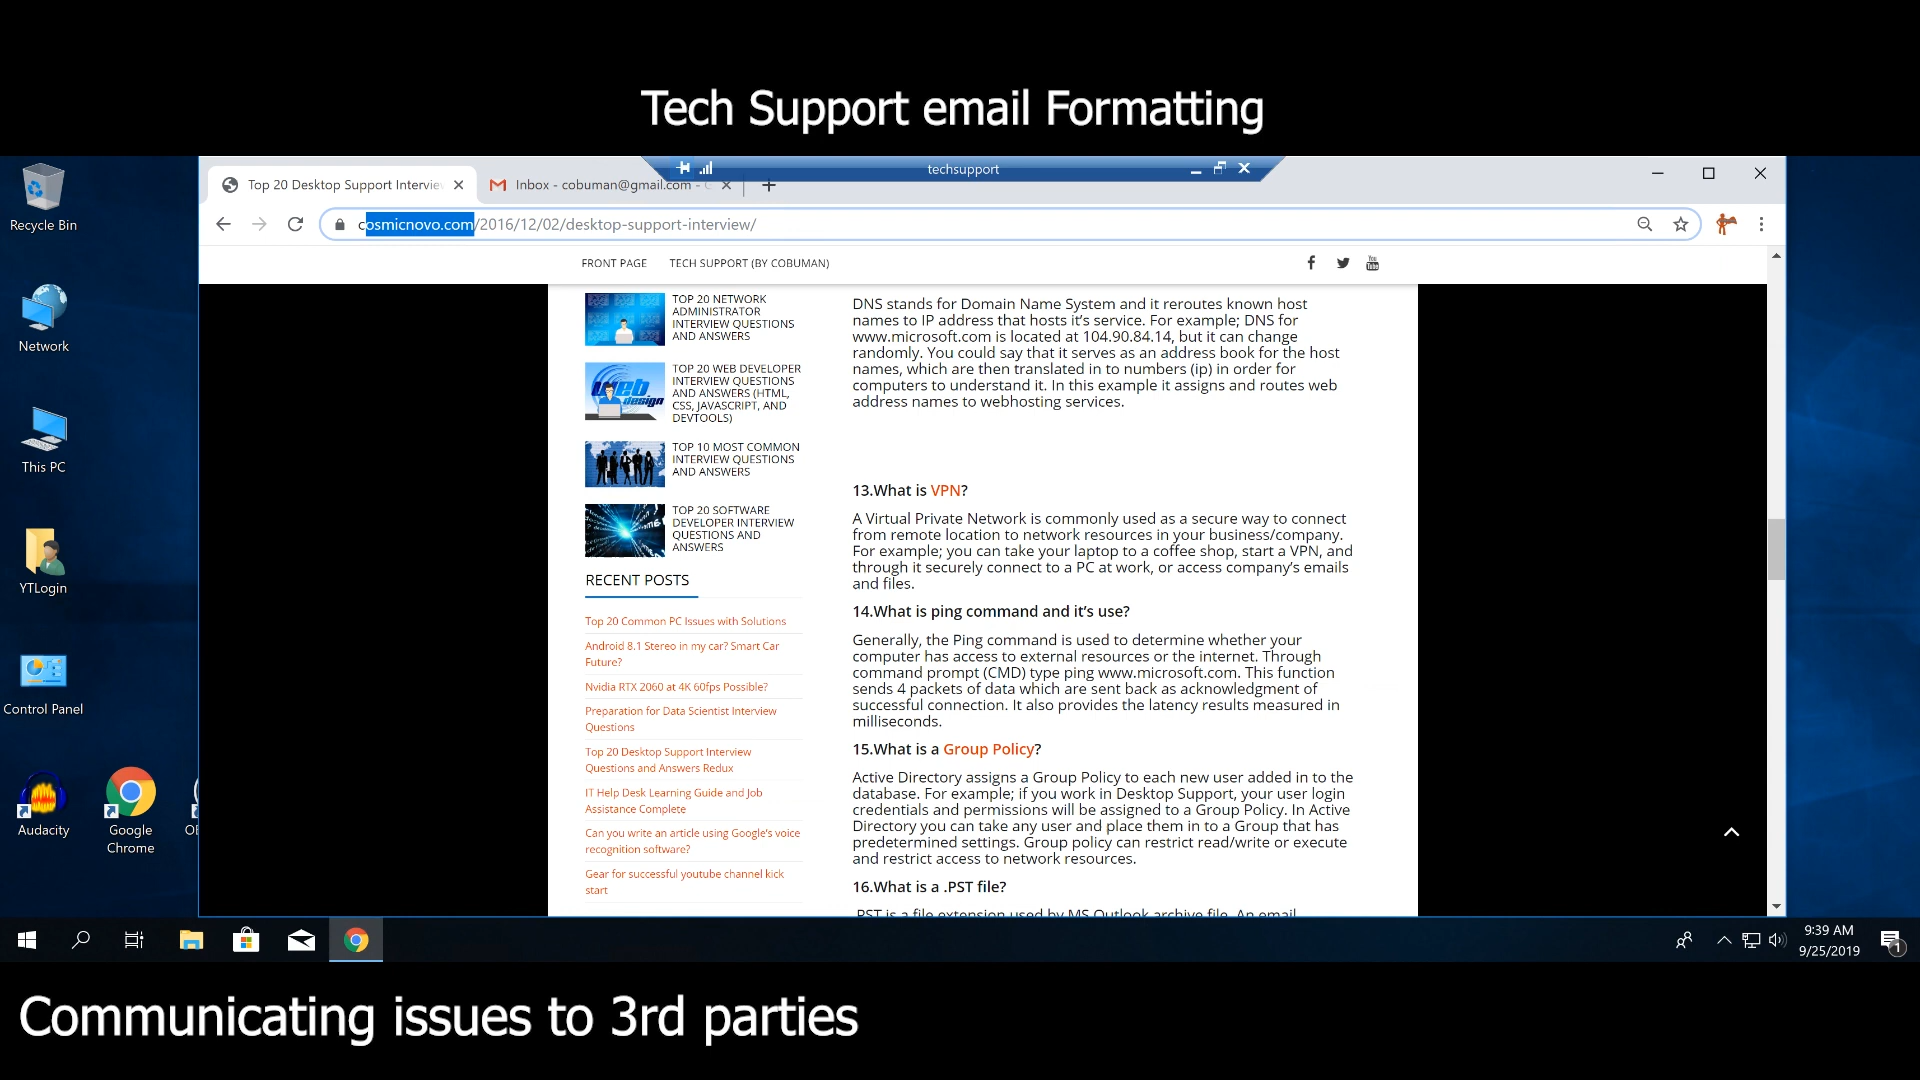 Tech Support email Formatting
techsupport
Top 20 Desktop Support Intervie
Inbox - cobuman@gmail.com -
cosmicnovo.com/2016/12/02/desktop-support-interview/
FRONT PAGE
TECH SUPPORT (BY COBUMAN)
You
Tube
Recycle Bin
Network
This PC
YTLogin
Control Panel
Audacity
Google
Chrome
TOP 20 NETWORK
ADMINISTRATOR
INTERVIEW QUESTIONS
AND ANSWERS
web
design
TOP 20 WEB DEVELOPER
INTERVIEW QUESTIONS
AND ANSWERS (HTML,
CSS, JAVASCRIPT, AND
DEVTOOLS)
TOP 10 MOST COMMON
INTERVIEW QUESTIONS
AND ANSWERS
TOP 20 SOFTWARE
DEVELOPER INTERVIEW
QUESTIONS AND
ANSWERS
RECENT POSTS
Top 20 Common PC Issues with Solutions
Android 8.1 Stereo in my car? Smart Car
Future?
Nvidia RTX 2060 at 4K 60fps Possible?
Preparation for Data Scientist Interview
Questions
Top 20 Desktop Support Interview
Questions and Answers Redux
IT Help Desk Learning Guide and Job
Assistance Complete
Can you write an article using Google's voice
recognition software?
Gear for successful youtube channel kick
start
DNS stands for Domain Name System and it reroutes known host
names to IP address that hosts it's service. For example; DNS for
www.microsoft.com is located at 104.90.84.14, but it can change
randomly. You could say that it serves as an address book for the host
names, which are then translated in to numbers (ip) in order for
computers to understand it. In this example it assigns and routes web
address names to webhosting services.
13.What is VPN?
A Virtual Private Network is commonly used as a secure way to connect
from remote location to network resources in your business/company.
For example; you can take your laptop to a coffee shop, start a VPN, and
through it securely connect to a PC at work, or access company's emails
and files.
14.What is ping command and it's use?
Generally, the Ping command is used to determine whether your
computer has access to external resources or the internet. Through
command prompt (CMD) type ping www.microsoft.com. This function
sends 4 packets of data which are sent back as acknowledgment of
successful connection. It also provides the latency results measured in
milliseconds.
15.What is a Group Policy?
Active Directory assigns a Group Policy to each new user added in to the
database. For example; if you work in Desktop Support, your user login
credentials and permissions will be assigned to a Group Policy. In Active
Directory you can take any user and place them in to a Group that has
predetermined settings. Group policy can restrict read/write or execute
and restrict access to network resources.
16.What is a .PST file?
.PST is a file extension used by MS Outlook archive file. An email
9:39 AM
9/25/2019
1
Communicating issues to 3rd parties